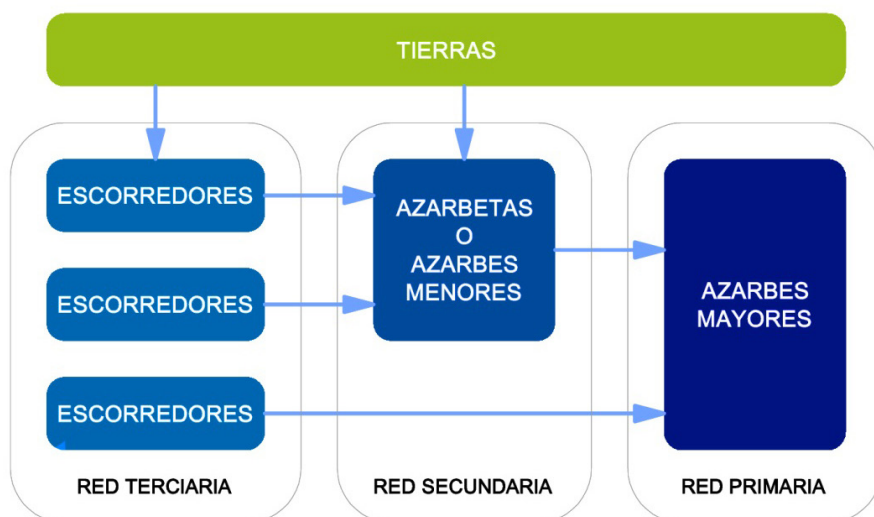 TIERRAS
ESCORREDORES
ESCORREDORES
ESCORREDORES
RED TERCIARIA
AZARBETAS
O
AZARBES
MENORES
RED SECUNDARIA
AZARBES
MAYORES
RED PRIMARIA